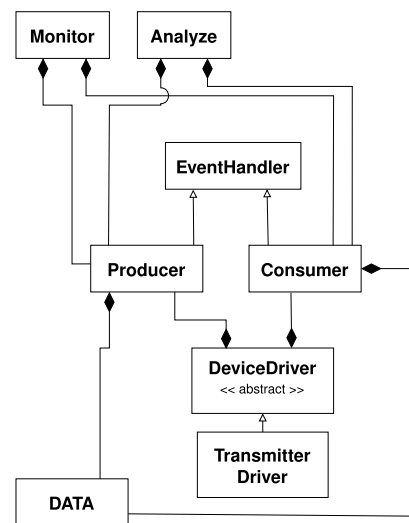 Monitor
Analyze
EventHandler
Producer
Consumer
DeviceDriver
<< abstract >>
Transmitter
Driver
DATA